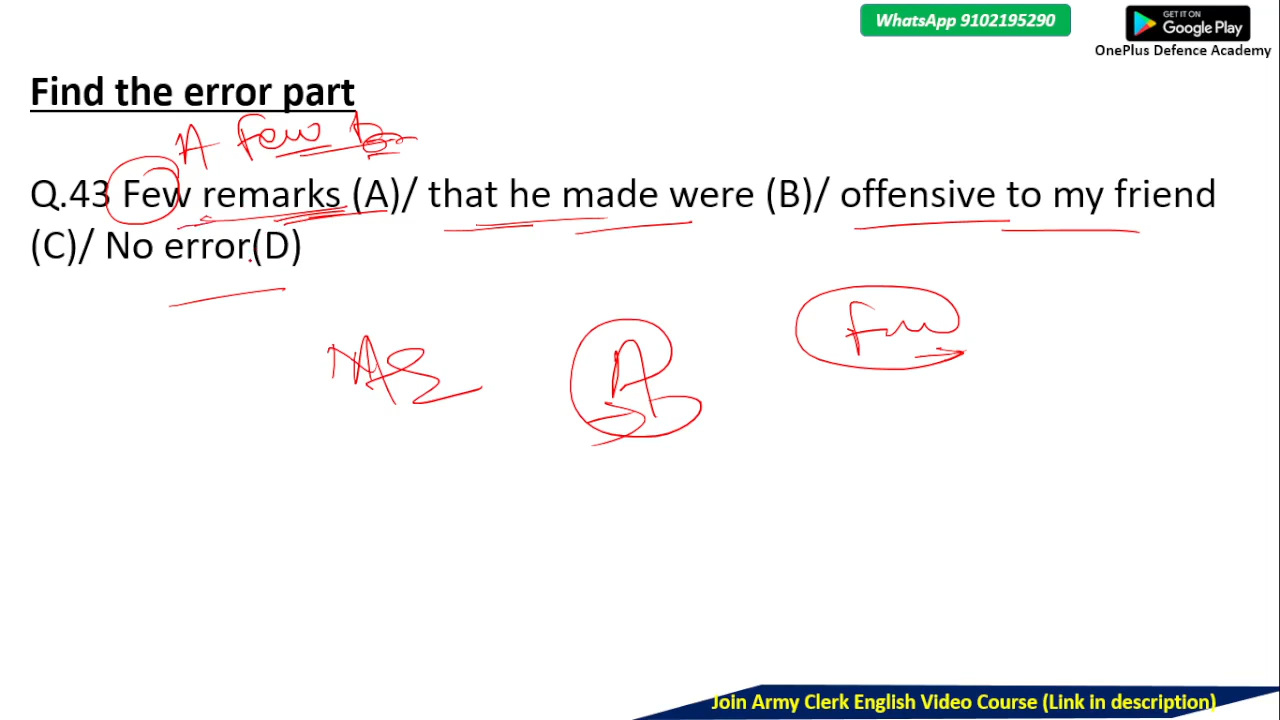 WhatsApp 9102195290
GET IT ON
Google Play
OnePlus Defence Academy
Find the error part
A few
Q.43 Few remarks (A)/ that he made were (B)/ offensive to my friend
(C)/ No error.(D)
A
few
Join Army Clerk English Video Course (Link in description)